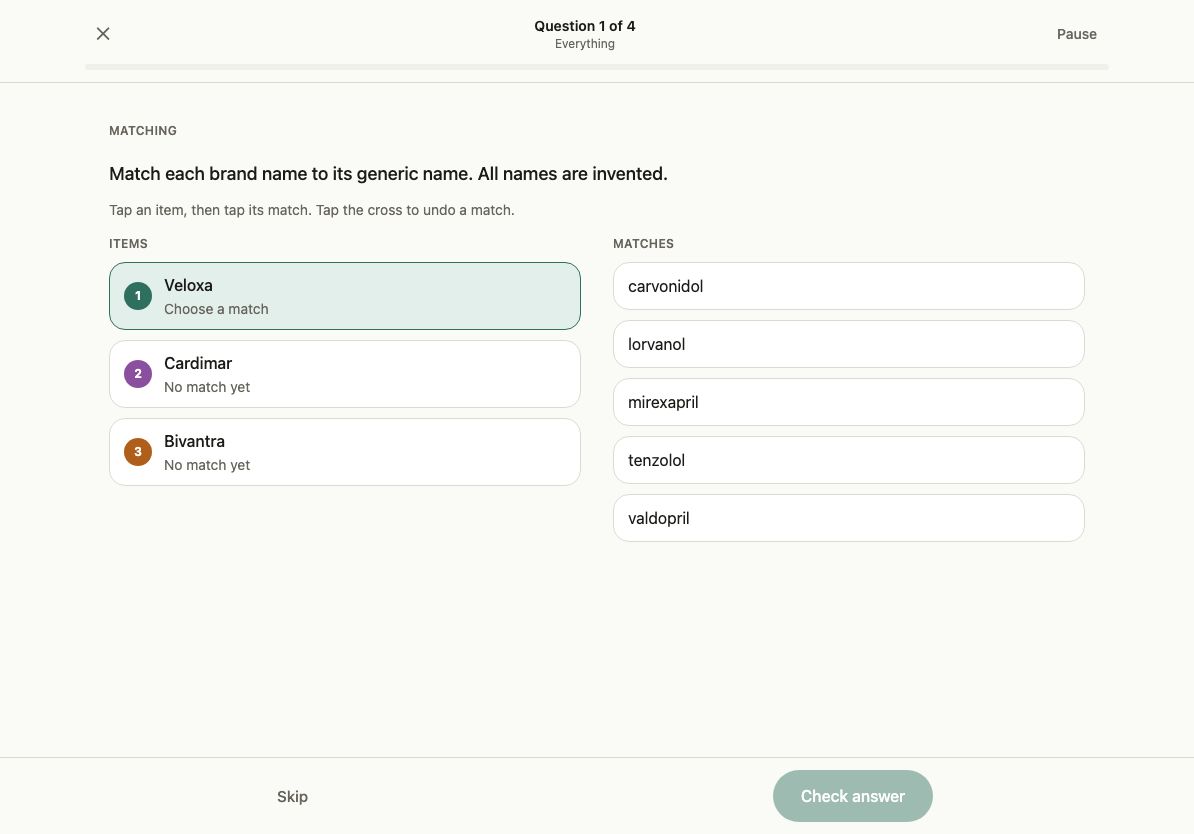 Question 1 of 4
Everything
Pause
MATCHING
Match each brand name to its generic name. All names are invented.
Tap an item, then tap its match. Tap the cross to undo a match.
ITEMS
1
Veloxa
Choose a match
2
Cardimar
No match yet
3
Bivantra
No match yet
MATCHES
carvonidol
lorvanol
mirexapril
tenzolol
valdopril
Skip
Check answer